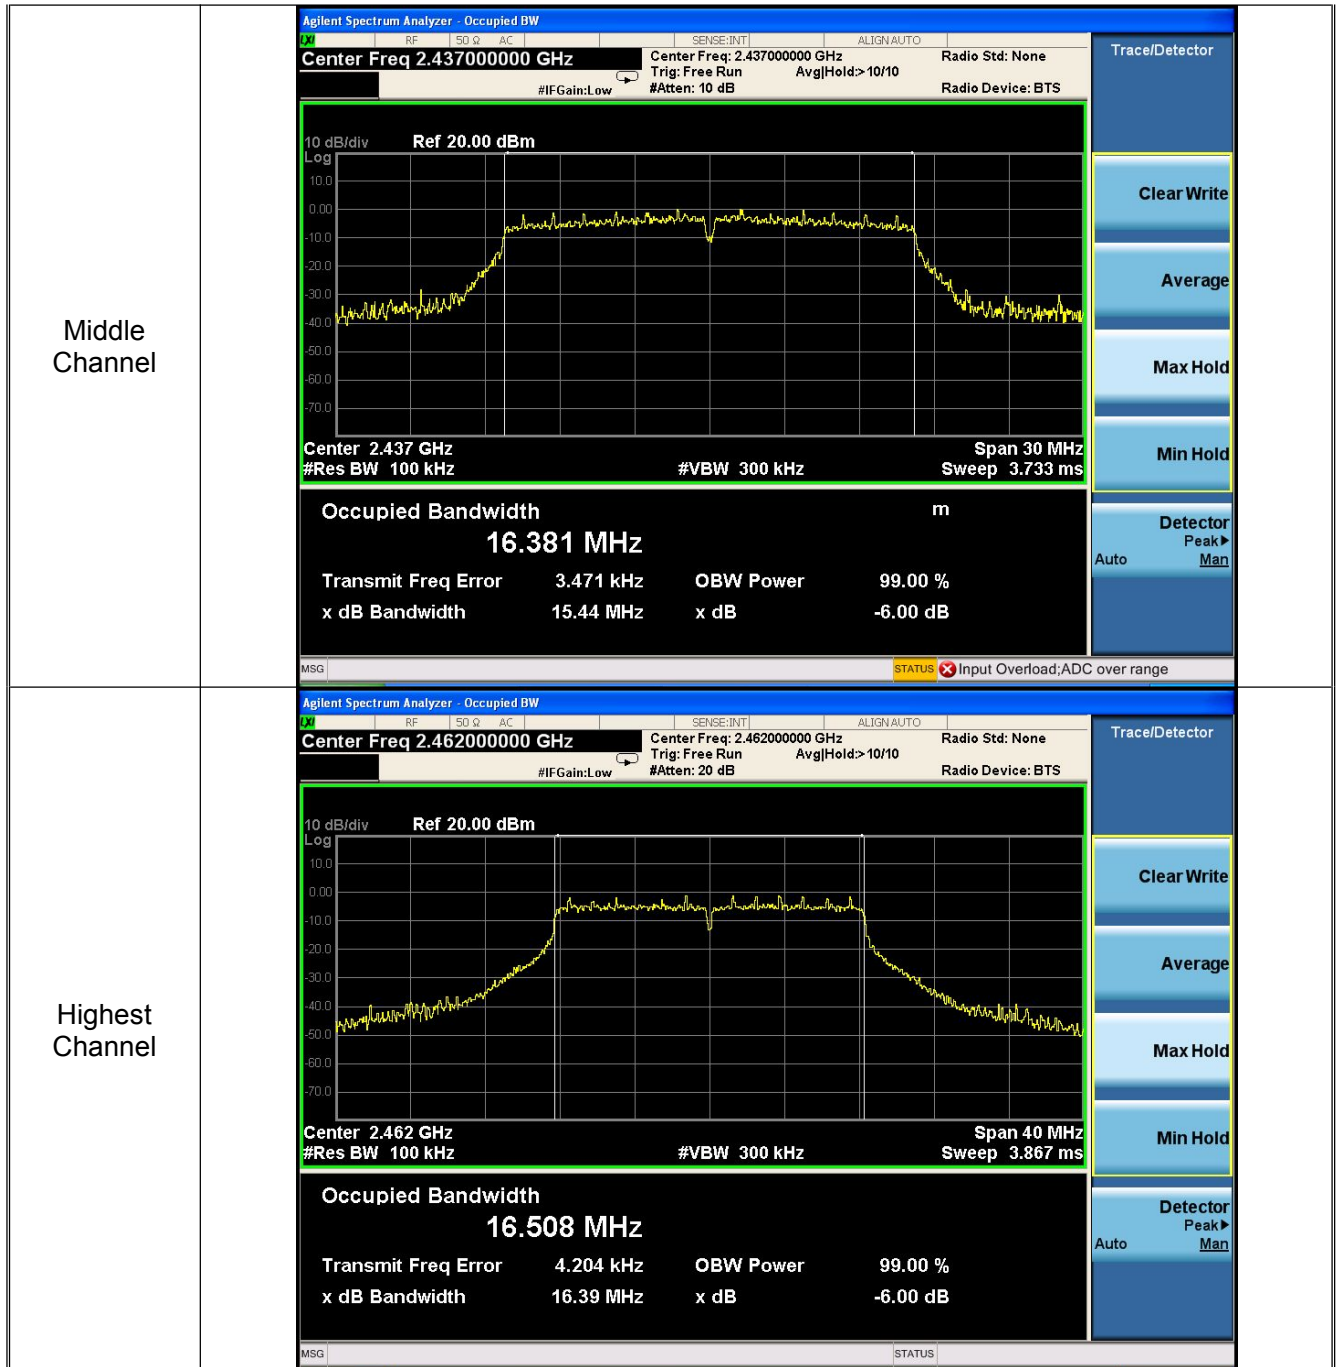 Middle
Channel
Agilent Spectrum Analyzer - Occupied BW
LXI RF 50 Ω AC SENSE:INT ALIGN AUTO
Center Freq 2.437000000 GHz
Center Freq: 2.437000000 GHz Radio Std: None
Trig: Free Run Avg|Hold:>10/10
#IFGain:Low #Atten: 10 dB Radio Device: BTS
Trace/Detector
10 dB/div Ref 20.00 dBm
Log
10.0
0.00
-10.0
-20.0
-30.0
-40.0
-50.0
-60.0
-70.0
Center 2.437 GHz Span 30 MHz
#Res BW 100 kHz #VBW 300 kHz Sweep 3.733 ms
Occupied Bandwidth m
16.381 MHz
Transmit Freq Error 3.471 kHz OBW Power 99.00 %
x dB Bandwidth 15.44 MHz x dB -6.00 dB
Clear Write
Average
Max Hold
Min Hold
Detector
Peak▶
Auto Man
MSG STATUS Input Overload;ADC over range
Highest
Channel
Agilent Spectrum Analyzer - Occupied BW
LXI RF 50 Ω AC SENSE:INT ALIGN AUTO
Center Freq 2.462000000 GHz
Center Freq: 2.462000000 GHz Radio Std: None
Trig: Free Run Avg|Hold:>10/10
#IFGain:Low #Atten: 20 dB Radio Device: BTS
Trace/Detector
10 dB/div Ref 20.00 dBm
Log
10.0
0.00
-10.0
-20.0
-30.0
-40.0
-50.0
-60.0
-70.0
Center 2.462 GHz Span 40 MHz
#Res BW 100 kHz #VBW 300 kHz Sweep 3.867 ms
Occupied Bandwidth
16.508 MHz
Transmit Freq Error 4.204 kHz OBW Power 99.00 %
x dB Bandwidth 16.39 MHz x dB -6.00 dB
Clear Write
Average
Max Hold
Min Hold
Detector
Peak▶
Auto Man
MSG STATUS